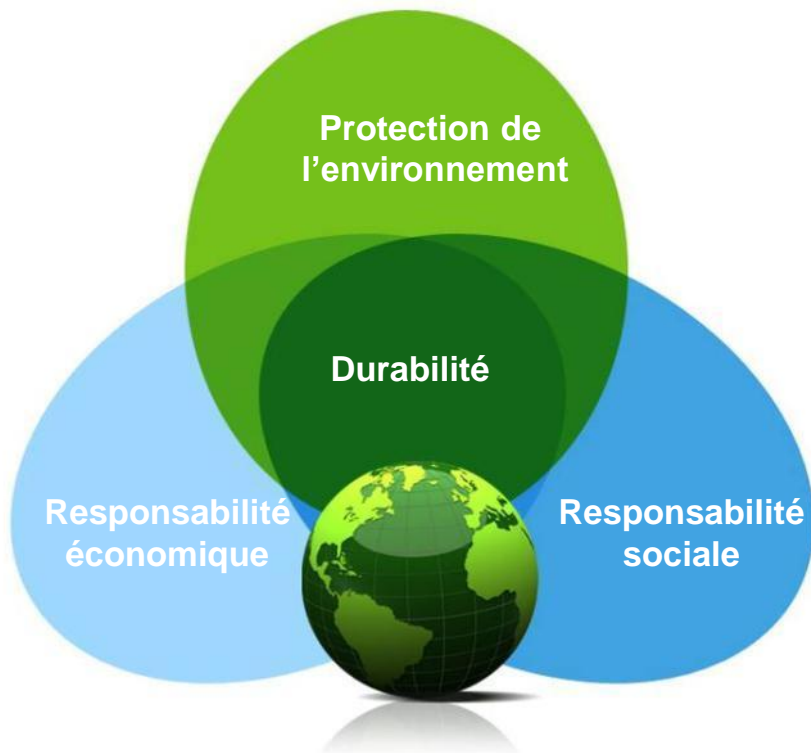 Protection de
l’environnement
Durabilité
Responsabilité
économique
Responsabilité
sociale